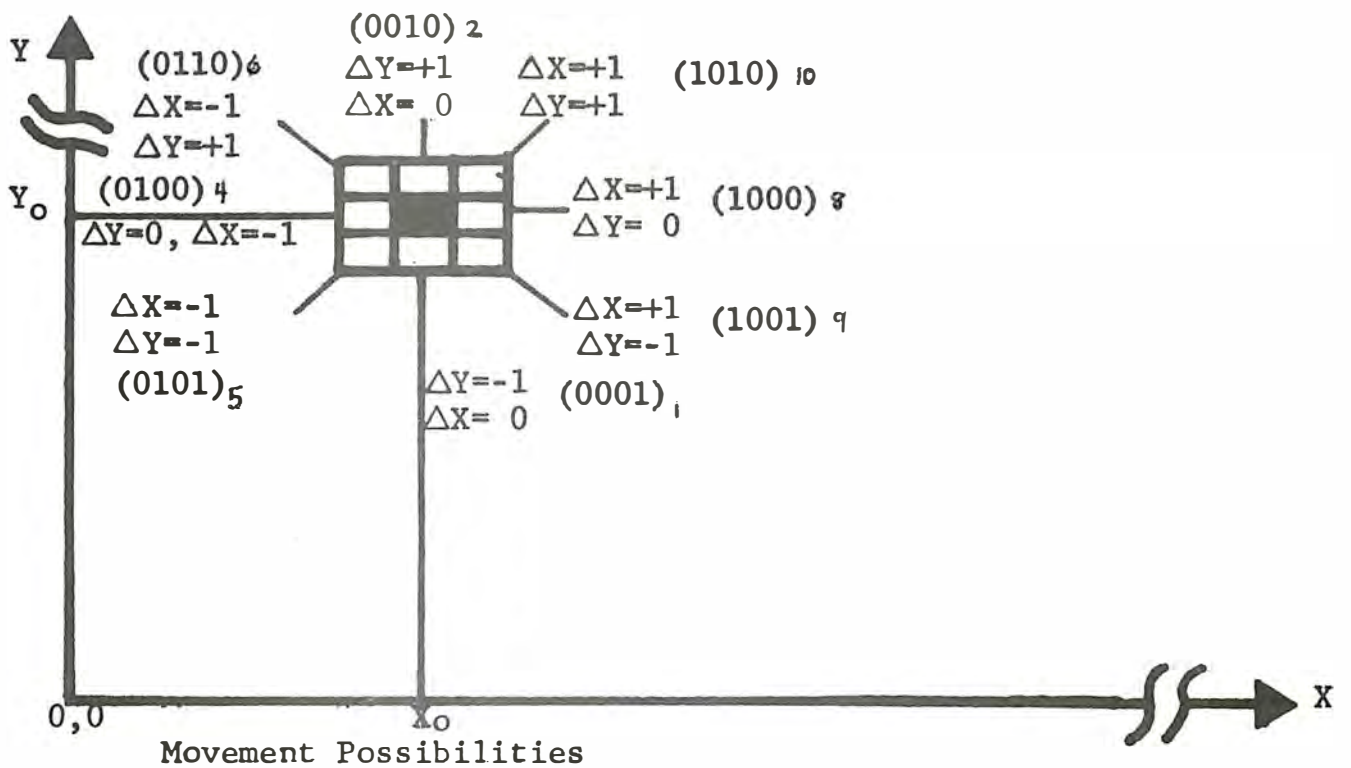 Y
(0110)6
ΔX=-1
ΔY=+1
(0010) 2
ΔY=+1
ΔX= 0
ΔX=+1
ΔY=+1
(1010) 10
Yo
(0100) 4
ΔY=0, ΔX=-1
ΔX=+1
ΔY= 0
(1000) 8
ΔX=-1
ΔY=-1
(0101)5
ΔX=+1
ΔY=-1
(1001) 9
ΔY=-1
ΔX= 0
(0001) 1
0,0
Xo
X
Movement Possibilities